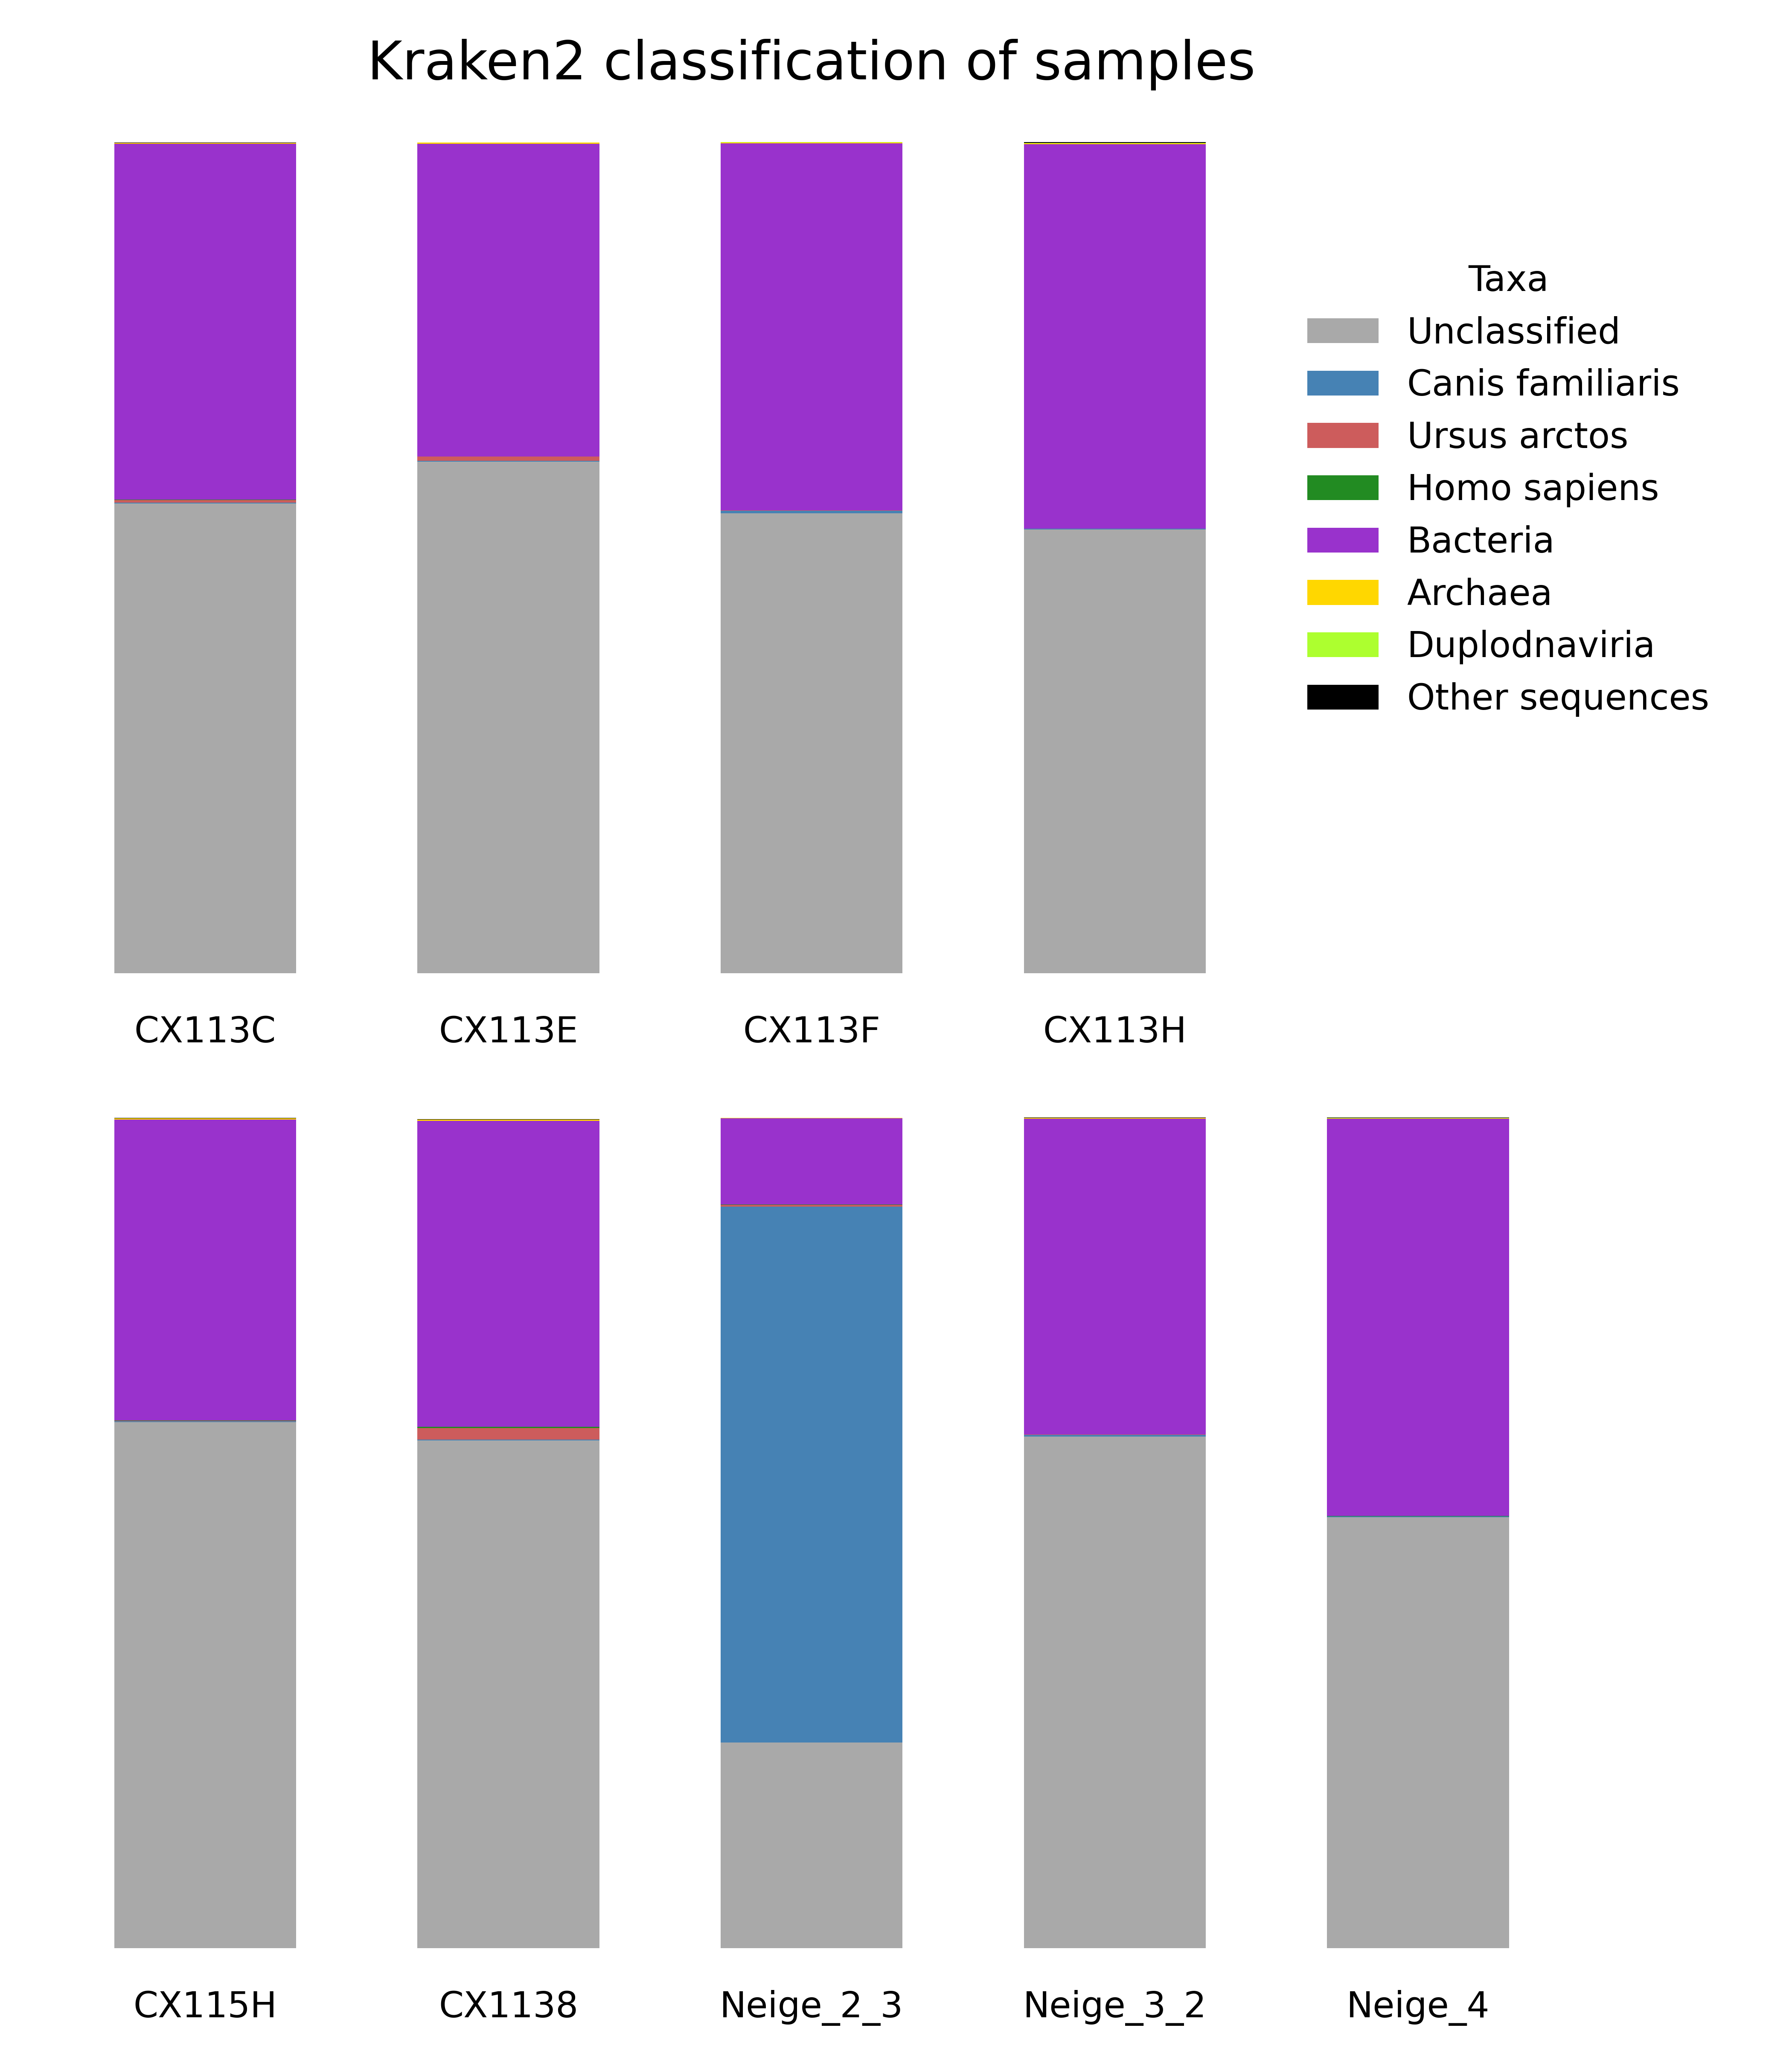 Kraken2 classification of samples
Taxa
Unclassified
Canis familiaris
Ursus arctos
Homo sapiens
Bacteria
Archaea
Duplodnaviria
Other sequences
CX113C
CX113E
CX113F
CX113H
CX115H
CX1138
Neige_2_3
Neige_3_2
Neige_4